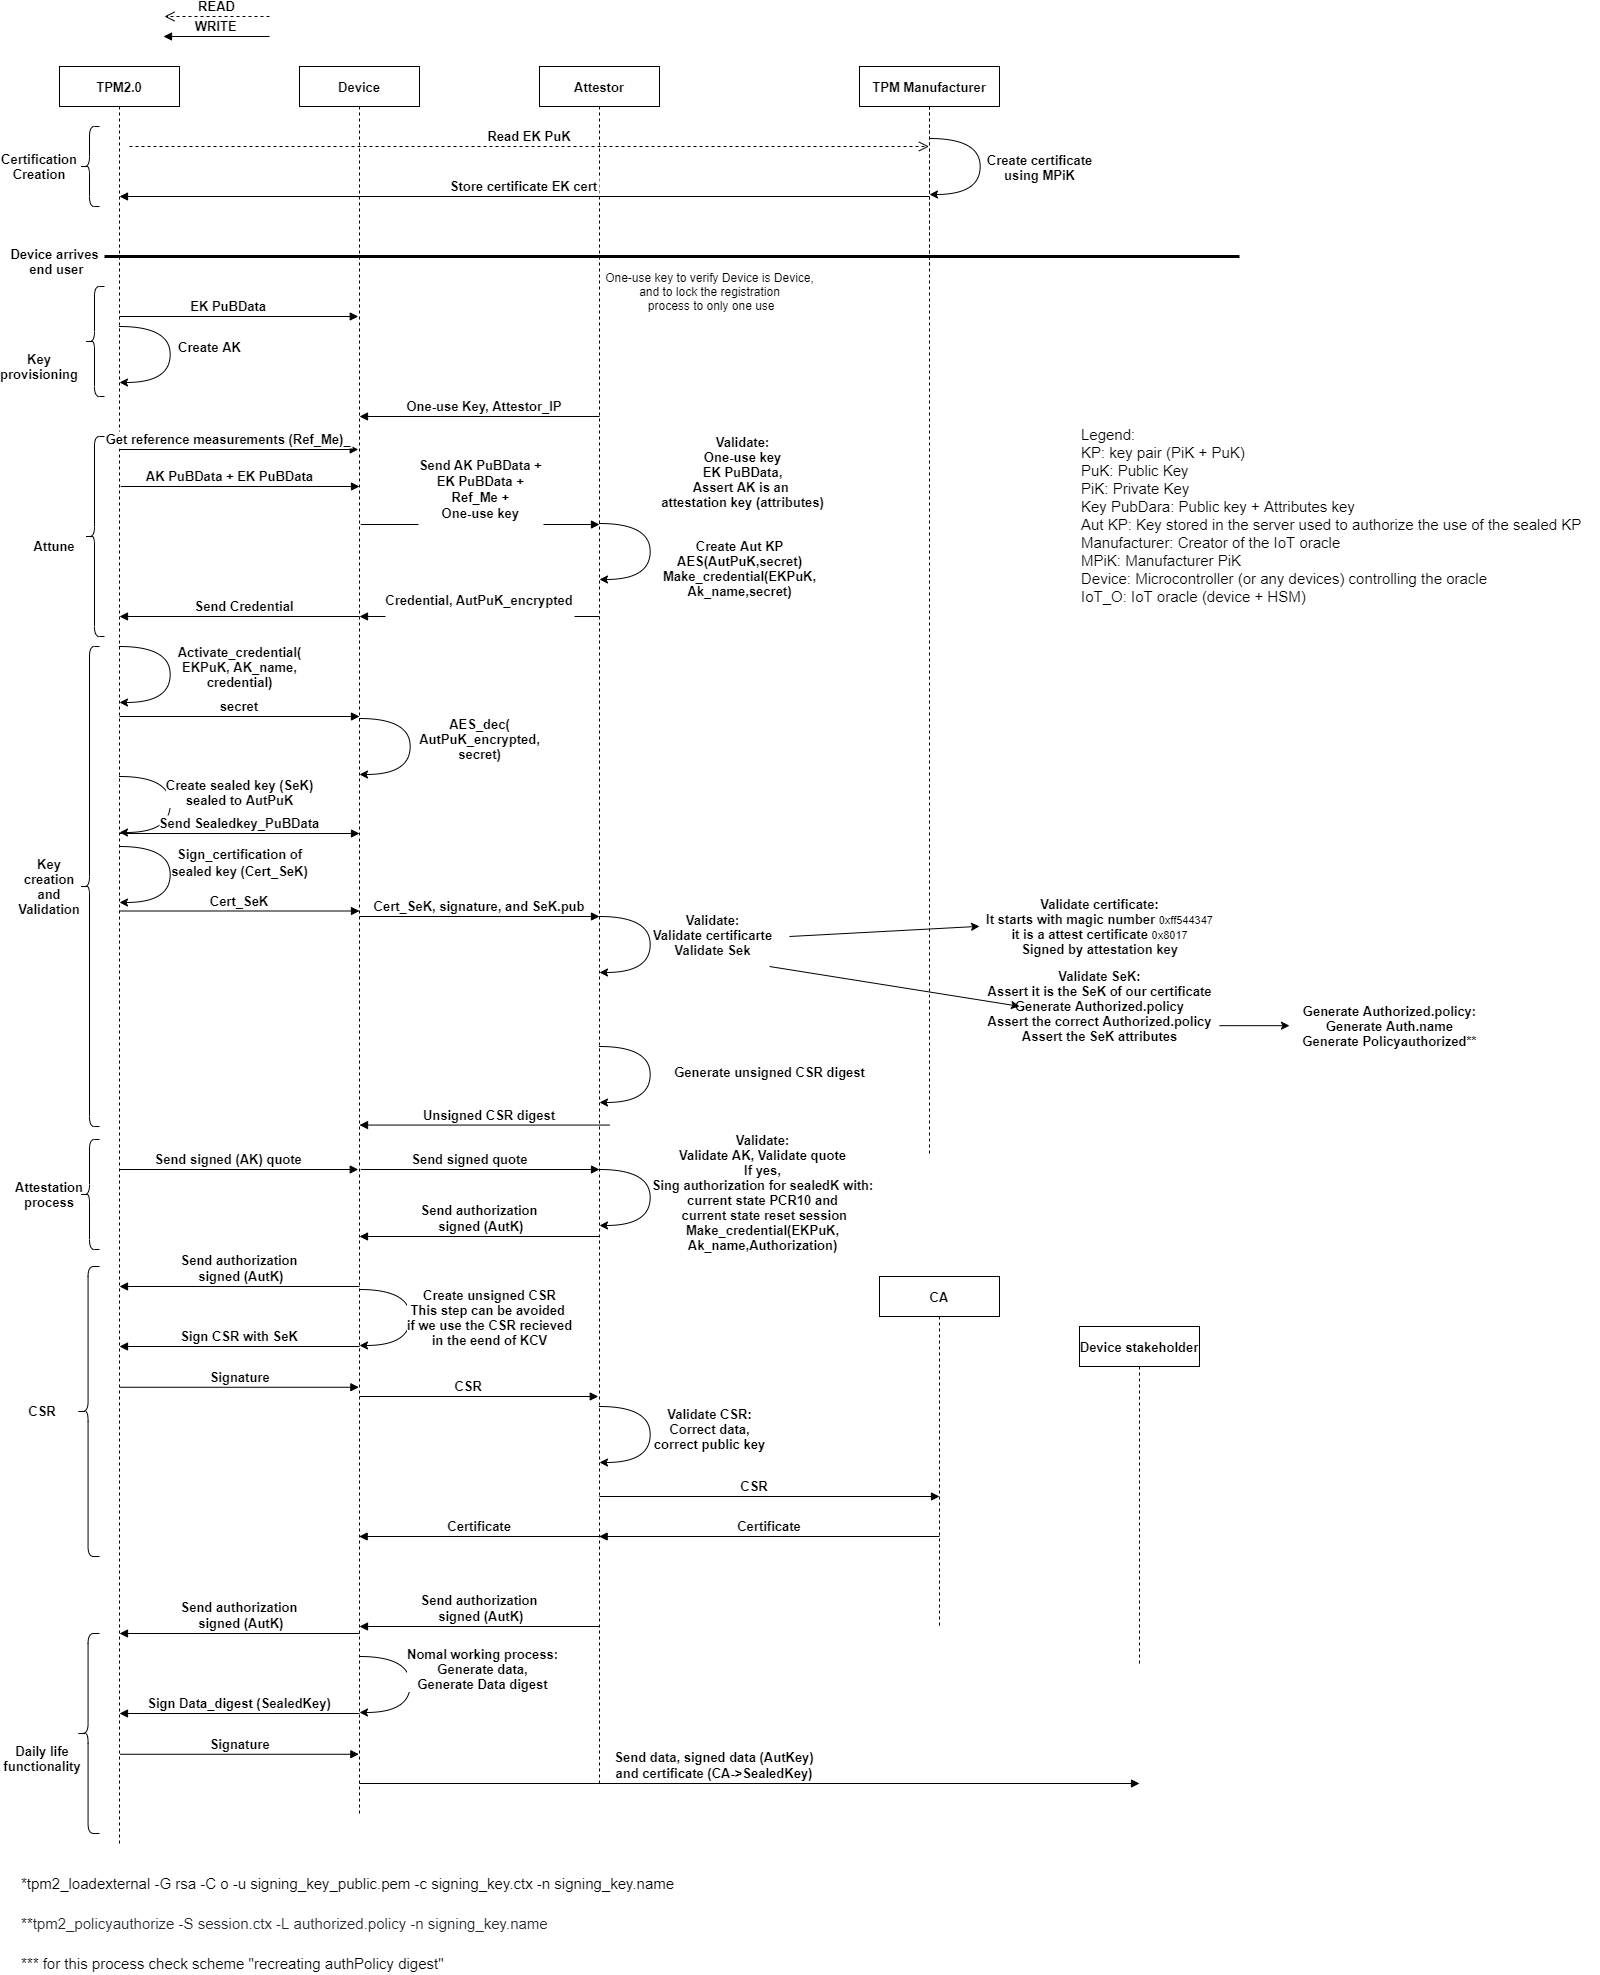 READ
WRITE
TPM2.0
Device
Attestor
TPM Manufacturer
Certification
Creation
Read EK PuK
Create certificate
using MPiK
Store certificate EK cert
Device arrives
end user
One-use key to verify Device is Device,
and to lock the registration
process to only one use
EK PuBData
Create AK
Key
provisioning
One-use Key, Attestor_IP
Get reference measurements (Ref_Me)_
AK PuBData + EK PuBData
Send AK PuBData +
EK PuBData +
Ref_Me +
One-use key
Validate:
One-use key
EK PuBData,
Assert AK is an
attestation key (attributes)
Attune
Create Aut KP
AES(AutPuK,secret)
Make_credential(EKPuK,
Ak_name,secret)
Credential, AutPuK_encrypted
Send Credential
Legend:
KP: key pair (PiK + PuK)
PuK: Public Key
PiK: Private Key
Key PubDara: Public key + Attributes key
Aut KP: Key stored in the server used to authorize the use of the sealed KP
Manufacturer: Creator of the IoT oracle
MPiK: Manufacturer PiK
Device: Microcontroller (or any devices) controlling the oracle
IoT_O: IoT oracle (device + HSM)
Activate_credential(
EKPuK, AK_name,
credential)
secret
AES_dec(
AutPuK_encrypted,
secret)
Create sealed key (SeK)
sealed to AutPuK
Send Sealedkey_PuBData
Key
creation
and
Validation
Sign_certification of
sealed key (Cert_SeK)
Cert_SeK
Cert_SeK, signature, and SeK.pub
Validate:
Validate certificarte
Validate Sek
Validate certificate:
It starts with magic number 0xff544347
it is a attest certificate 0x8017
Signed by attestation key
Validate SeK:
Assert it is the SeK of our certificate
Generate Authorized.policy
Assert the correct Authorized.policy
Assert the SeK attributes
Generate Authorized.policy:
Generate Auth.name
Generate Policyauthorized**
Generate unsigned CSR digest
Unsigned CSR digest
Attestation
process
Send signed (AK) quote
Send signed quote
Validate:
Validate AK, Validate quote
If yes,
Sing authorization for sealedK with:
current state PCR10 and
current state reset session
Make_credential(EKPuK,
Ak_name,Authorization)
Send authorization
signed (AutK)
Send authorization
signed (AutK)
Create unsigned CSR
This step can be avoided
if we use the CSR recieved
in the eend of KCV
Sign CSR with SeK
CA
Device stakeholder
Signature
CSR
CSR
Validate CSR:
Correct data,
correct public key
CSR
Certificate
Certificate
Send authorization
signed (AutK)
Send authorization
signed (AutK)
Nomal working process:
Generate data,
Generate Data digest
Sign Data_digest (SealedKey)
Daily life
functionality
Signature
Send data, signed data (AutKey)
and certificate (CA->SealedKey)
*tpm2_loadexternal -G rsa -C o -u signing_key_public.pem -c signing_key.ctx -n signing_key.name
**tpm2_policyauthorize -S session.ctx -L authorized.policy -n signing_key.name
*** for this process check scheme "recreating authPolicy digest"